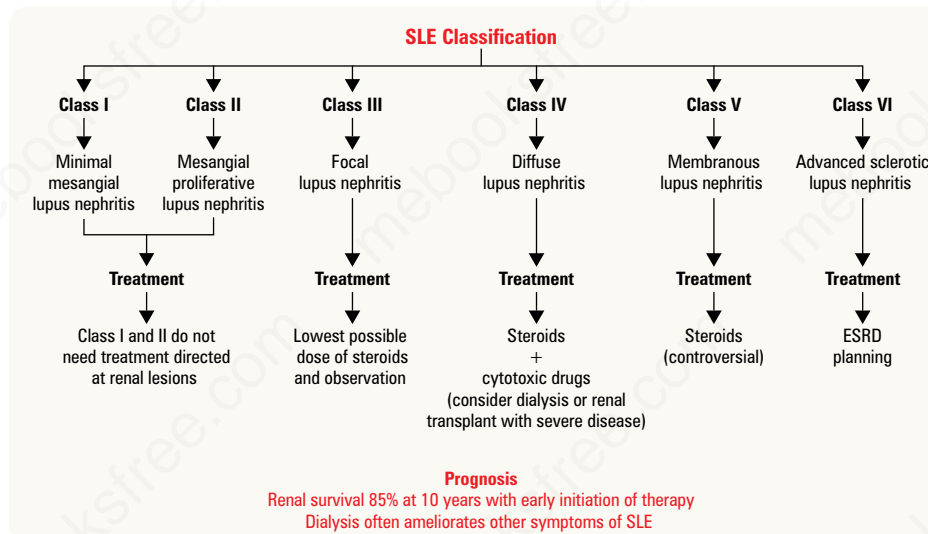 SLE Classification
Class I
Class II
Class III
Class IV
Class V
Class VI
Minimal
mesangial
lupus nephritis
Mesangial
proliferative
lupus nephritis
Focal
lupus nephritis
Diffuse
lupus nephritis
Membranous
lupus nephritis
Advanced sclerotic
lupus nephritis
Treatment
Treatment
Treatment
Treatment
Treatment
Class I and II do not
need treatment directed
at renal lesions
Lowest possible
dose of steroids
and observation
Steroids
+
cytotoxic drugs
(consider dialysis or renal
transplant with severe disease)
Steroids
(controversial)
ESRD
planning
Prognosis
Renal survival 85% at 10 years with early initiation of therapy
Dialysis often ameliorates other symptoms of SLE
mebooksfree.com